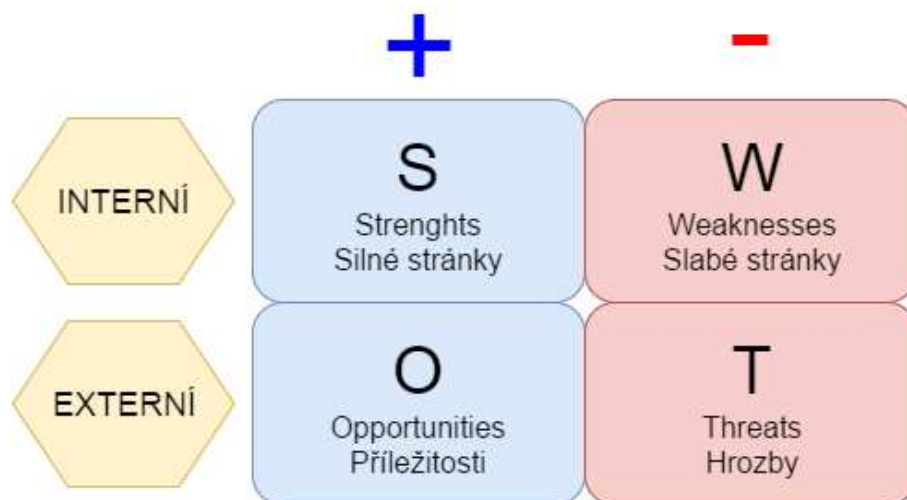 + -
INTERNÍ
S
Strenghts
Silné stránky
W
Weaknesses
Slabé stránky
EXTERNÍ
O
Opportunities
Příležitosti
T
Threats
Hrozby